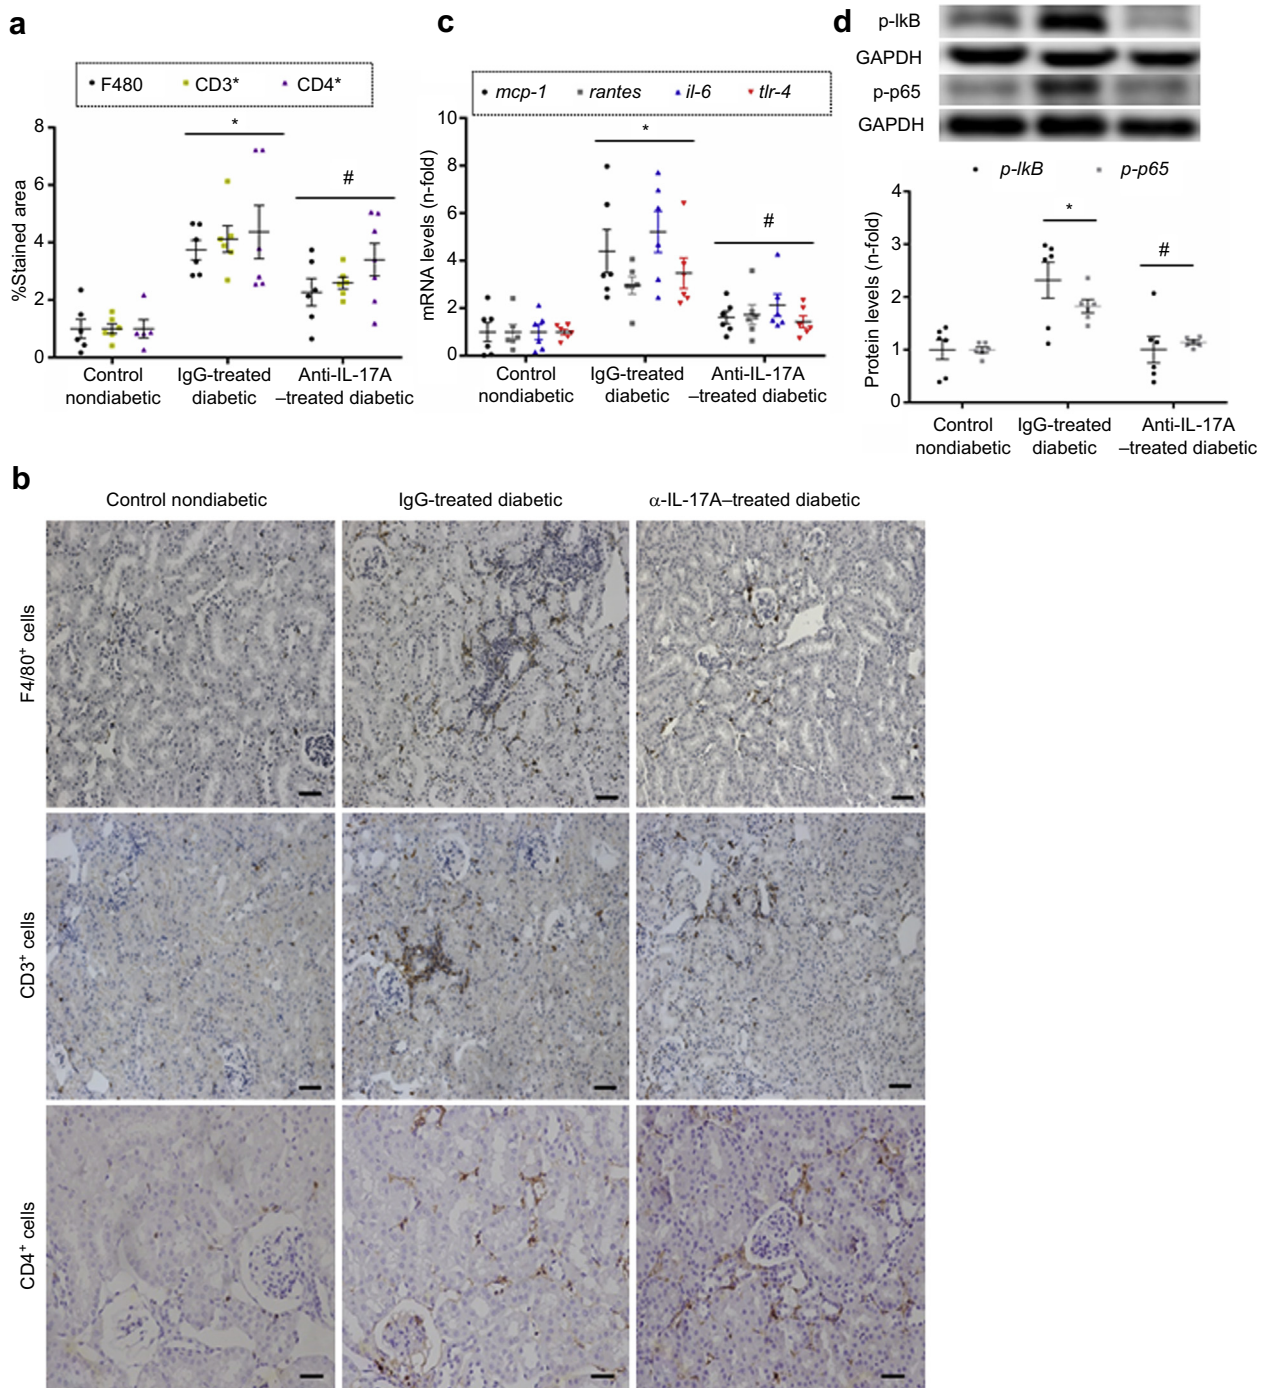 a
F480 CD3* CD4*
%Stained area
8
6
4
2
0
*
#
Control nondiabetic
IgG-treated diabetic
Anti-IL-17A –treated diabetic
c
mcp-1 rantes il-6 tlr-4
mRNA levels (n-fold)
10
8
6
4
2
0
*
#
Control nondiabetic
IgG-treated diabetic
Anti-IL-17A –treated diabetic
d
p-IkB
GAPDH
p-p65
GAPDH
p-IkB p-p65
Protein levels (n-fold)
4
3
2
1
0
*
#
Control nondiabetic
IgG-treated diabetic
Anti-IL-17A –treated diabetic
b
Control nondiabetic
IgG-treated diabetic
α-IL-17A–treated diabetic
F4/80⁺ cells
CD3⁺ cells
CD4⁺ cells